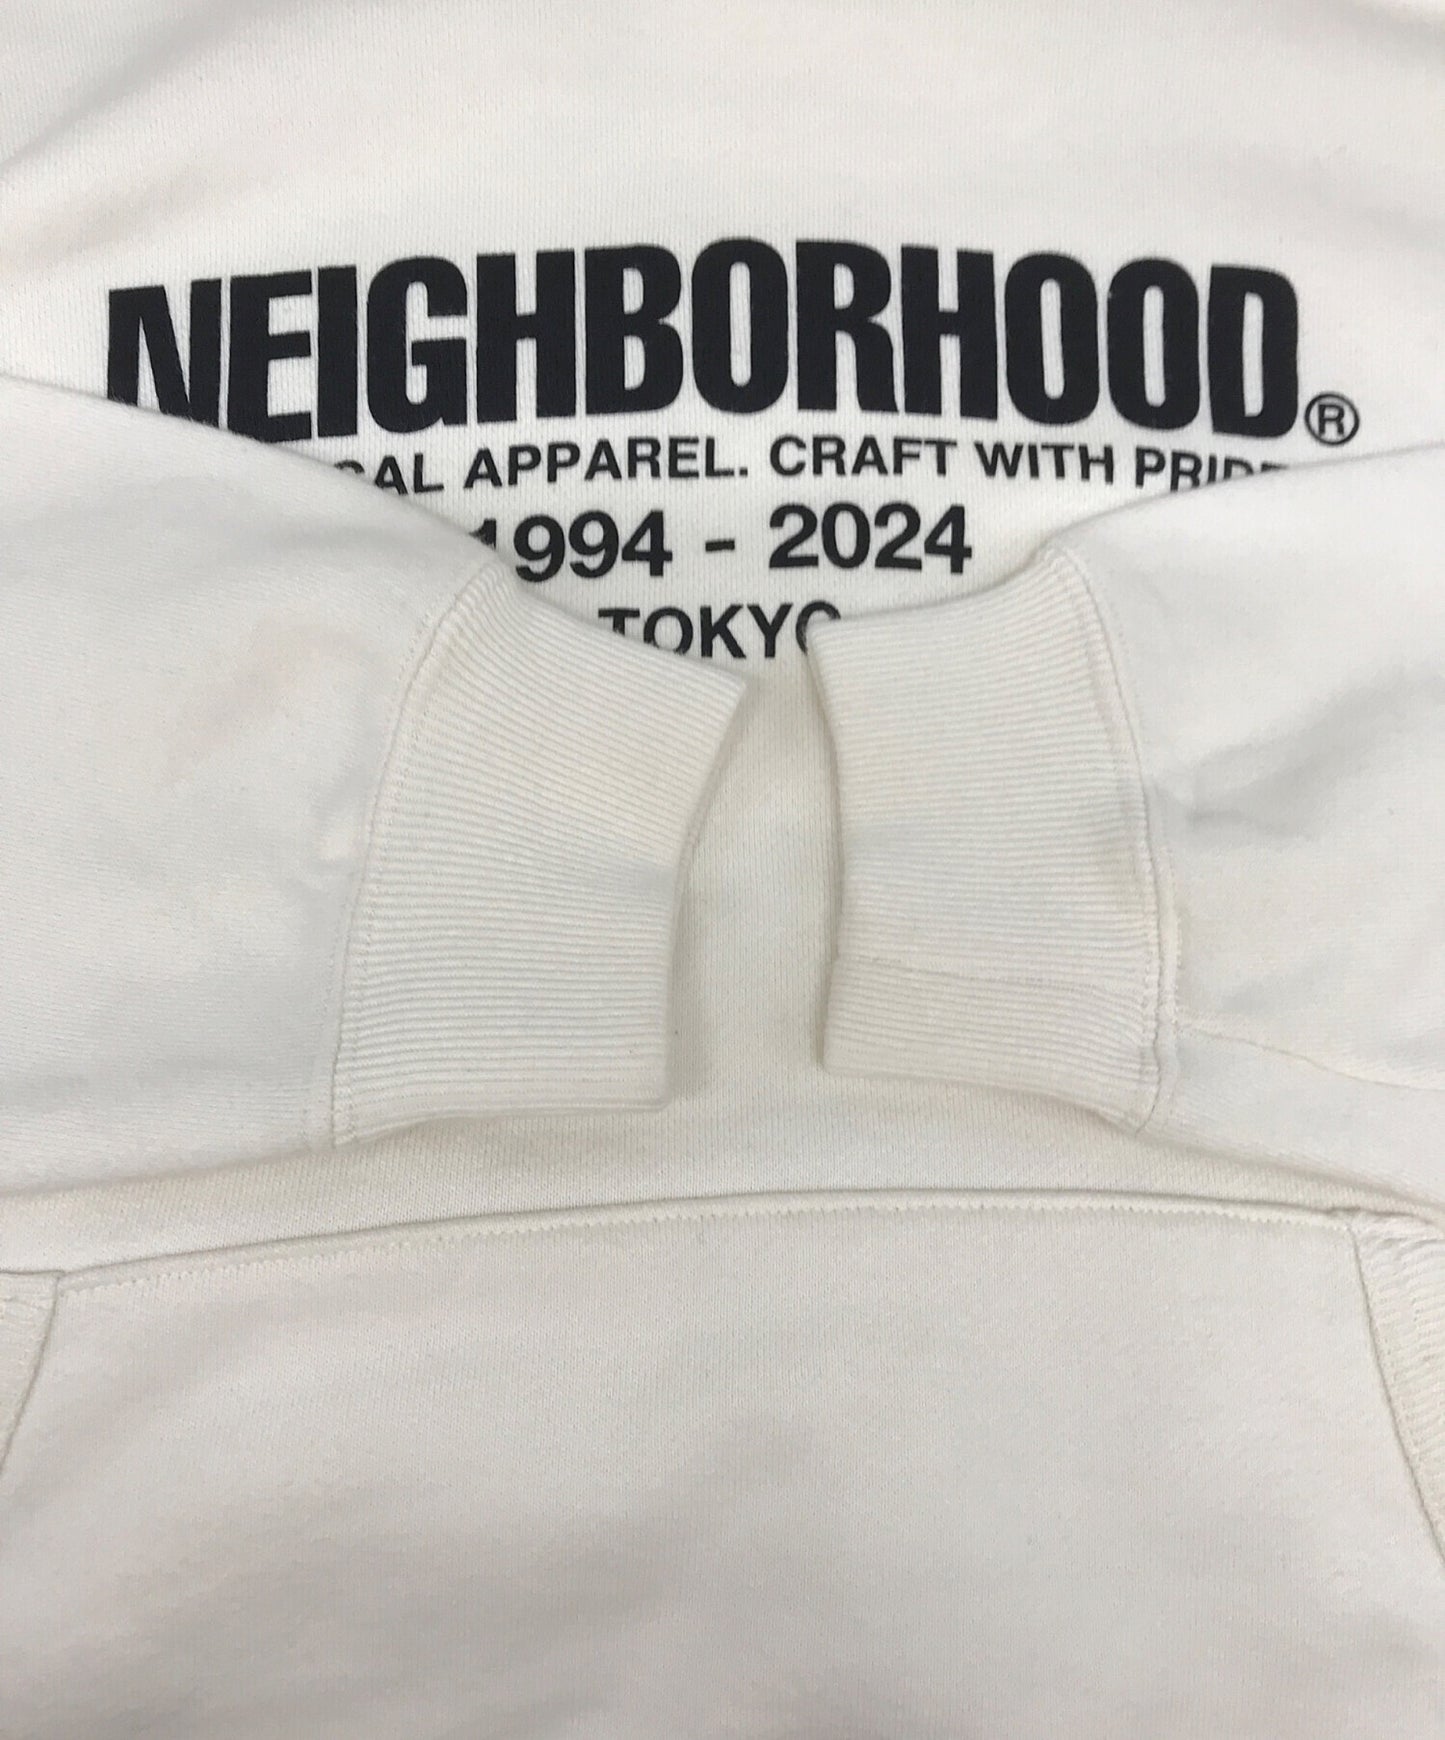 NEIGHBORHOOD®
APPAREL. CRAFT WITH
1994 - 2024
TOKYO